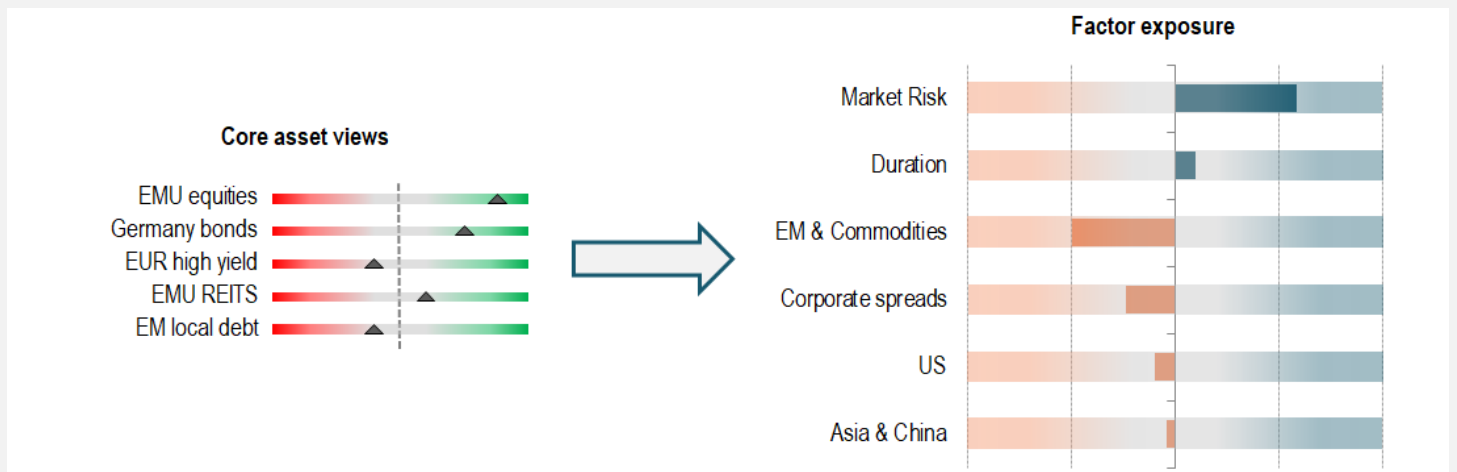 Core asset views
EMU equities
Germany bonds
EUR high yield
EMU REITS
EM local debt
Factor exposure
Market Risk
Duration
EM & Commodities
Corporate spreads
US
Asia & China